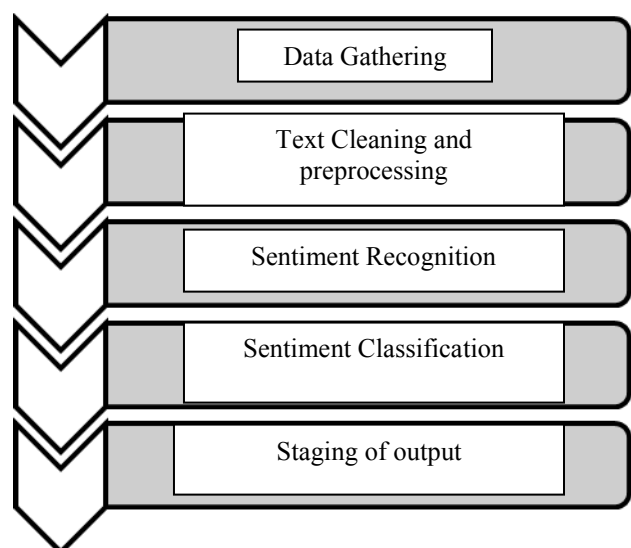 Data Gathering
Text Cleaning and
preprocessing
Sentiment Recognition
Sentiment Classification
Staging of output